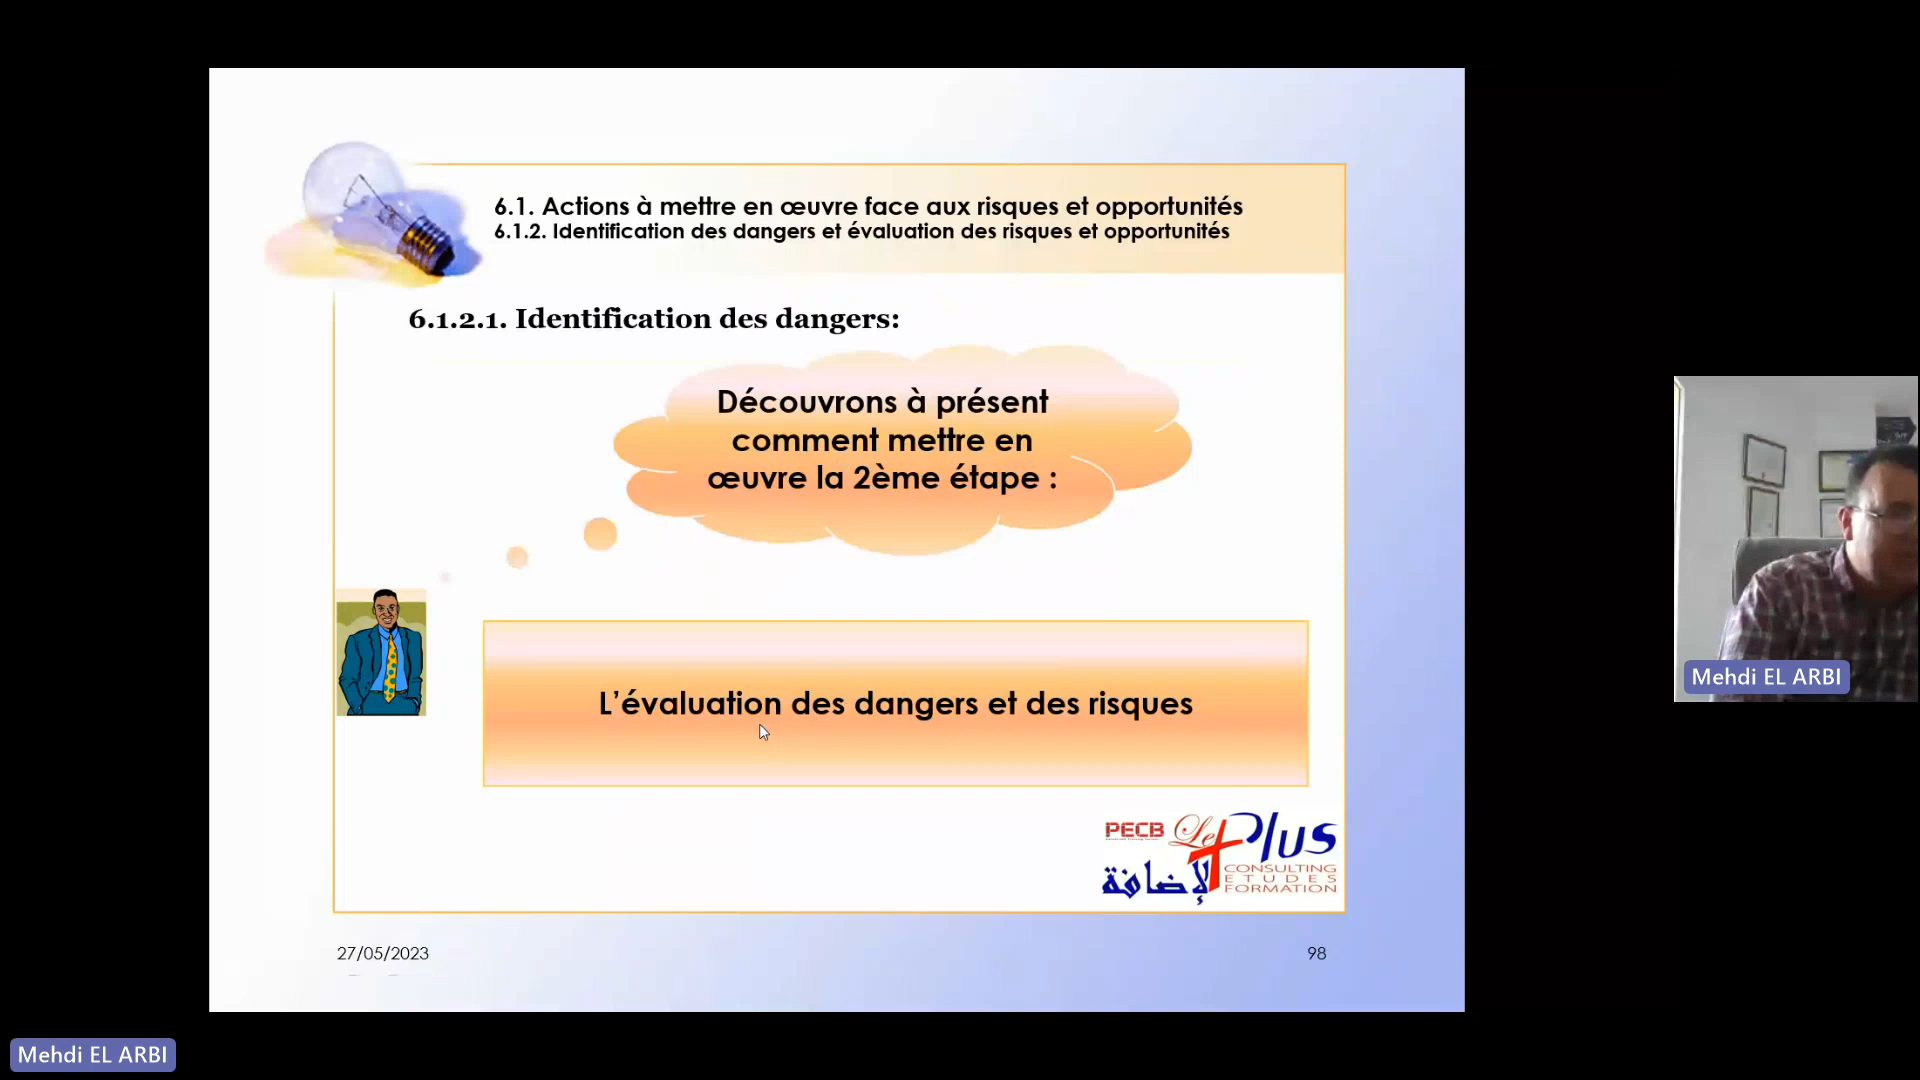 6.1. Actions à mettre en œuvre face aux risques et opportunités
6.1.2. Identification des dangers et évaluation des risques et opportunités
6.1.2.1. Identification des dangers:
Découvrons à présent
comment mettre en
œuvre la 2ème étape :
L’évaluation des dangers et des risques
PECB Le Plus
الإضافة
CONSULTING
ETUDES
FORMATION
27/05/2023
98
Mehdi EL ARBI
Mehdi EL ARBI